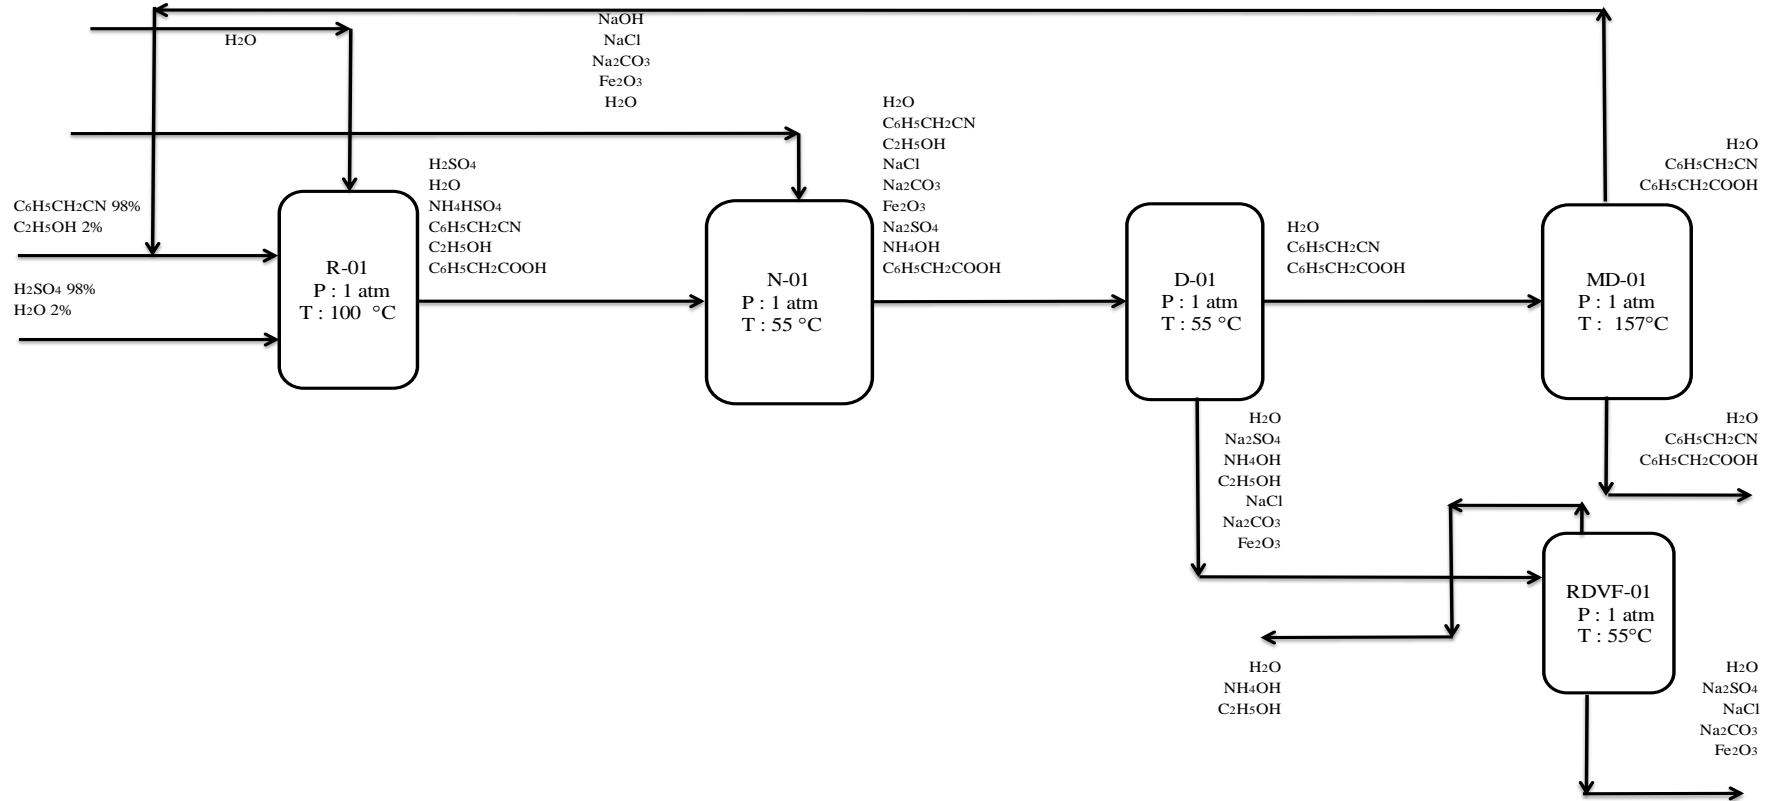 H2O
NaOH
NaCl
Na2CO3
Fe2O3
H2O
C6H5CH2CN 98%
C2H5OH 2%
H2SO4 98%
H2O 2%
R-01
P : 1 atm
T : 100 °C
H2SO4
H2O
NH4HSO4
C6H5CH2CN
C2H5OH
C6H5CH2COOH
N-01
P : 1 atm
T : 55 °C
H2O
C6H5CH2CN
C2H5OH
NaCl
Na2CO3
Fe2O3
Na2SO4
NH4OH
C6H5CH2COOH
D-01
P : 1 atm
T : 55 °C
H2O
C6H5CH2CN
C6H5CH2COOH
MD-01
P : 1 atm
T : 157°C
H2O
C6H5CH2CN
C6H5CH2COOH
H2O
C6H5CH2CN
C6H5CH2COOH
H2O
Na2SO4
NH4OH
C2H5OH
NaCl
Na2CO3
Fe2O3
RDVF-01
P : 1 atm
T : 55°C
H2O
NH4OH
C2H5OH
H2O
Na2SO4
NaCl
Na2CO3
Fe2O3